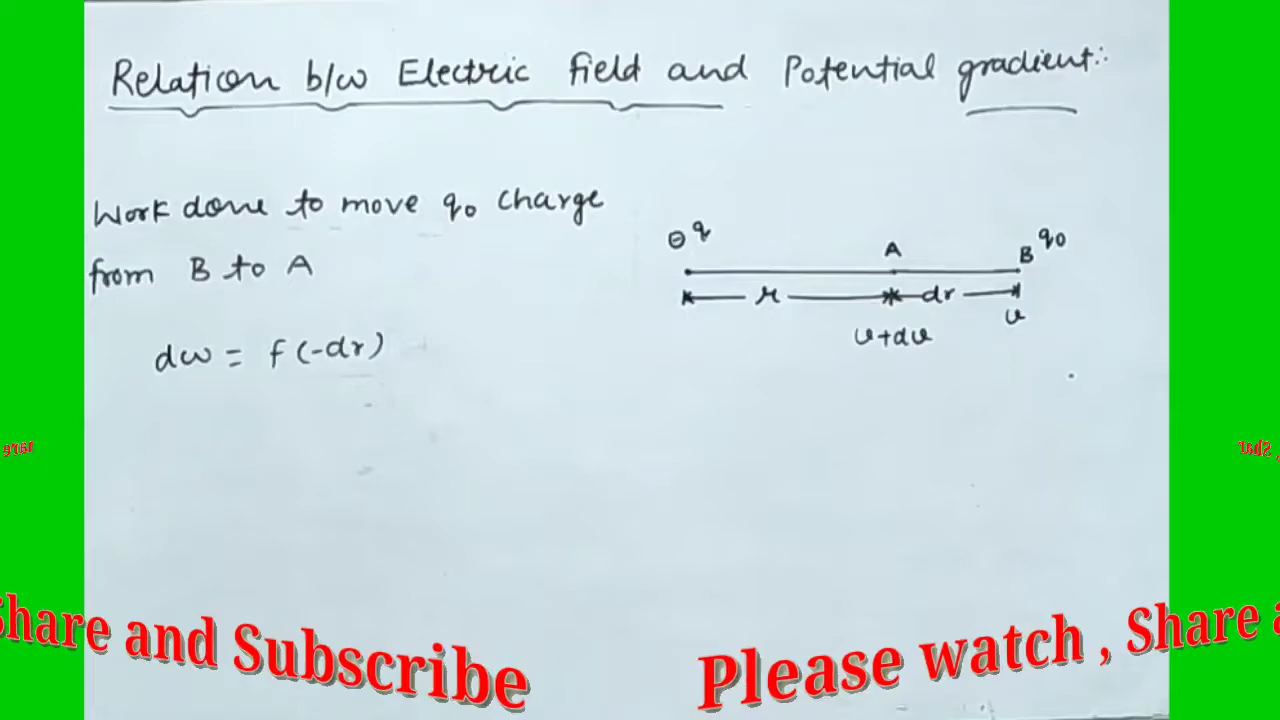 Relation b/w Electric field and Potential gradient:-
Work done to move q0 charge
from B to A
dw = f(-dr)
θ q
A
B q0
r
dr
v+dv
v
Share and Subscribe
Please watch , Share a